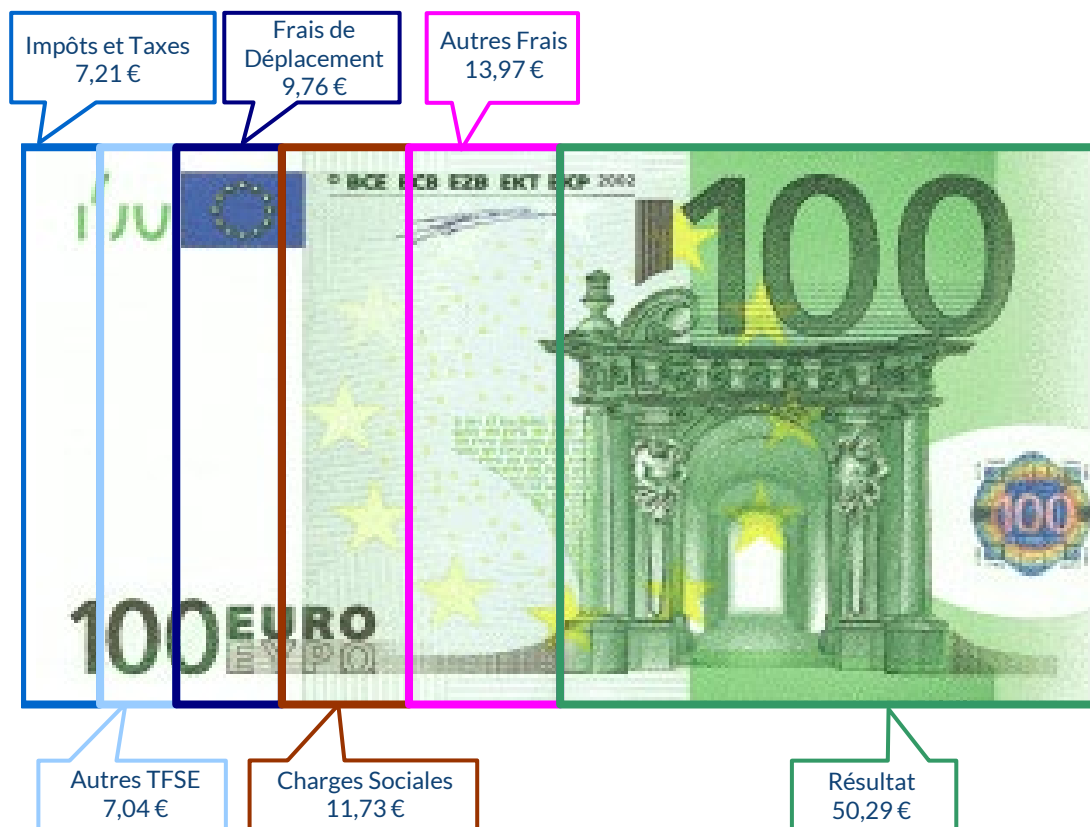 Impôts et Taxes
7,21 €
Frais de
Déplacement
9,76 €
Autres Frais
13,97 €
© BCE ECB EZB EKT EKP 2002
100
100
100 EURO
ΕΥΡΩ
Autres TFSE
7,04 €
Charges Sociales
11,73 €
Résultat
50,29 €